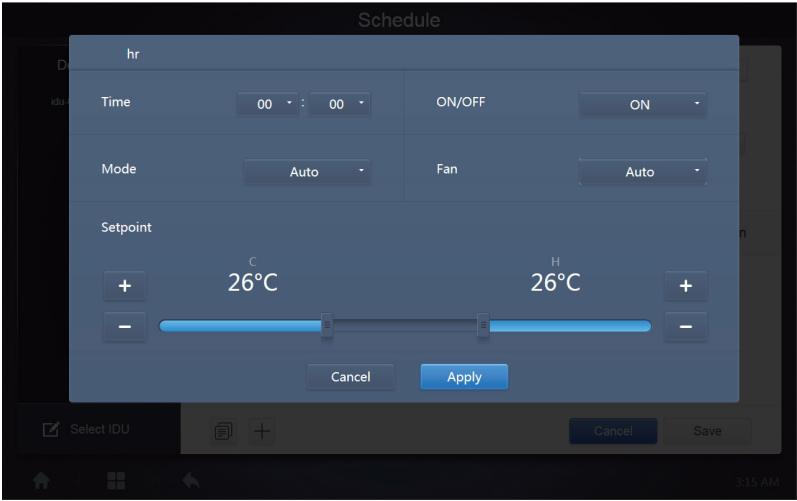 Schedule
hr
Time 00 : 00 ON/OFF ON
Mode Auto Fan Auto
Setpoint
C H
+ 26°C 26°C +
− −
Cancel Apply
Select IDU + Cancel Save
3:15 AM